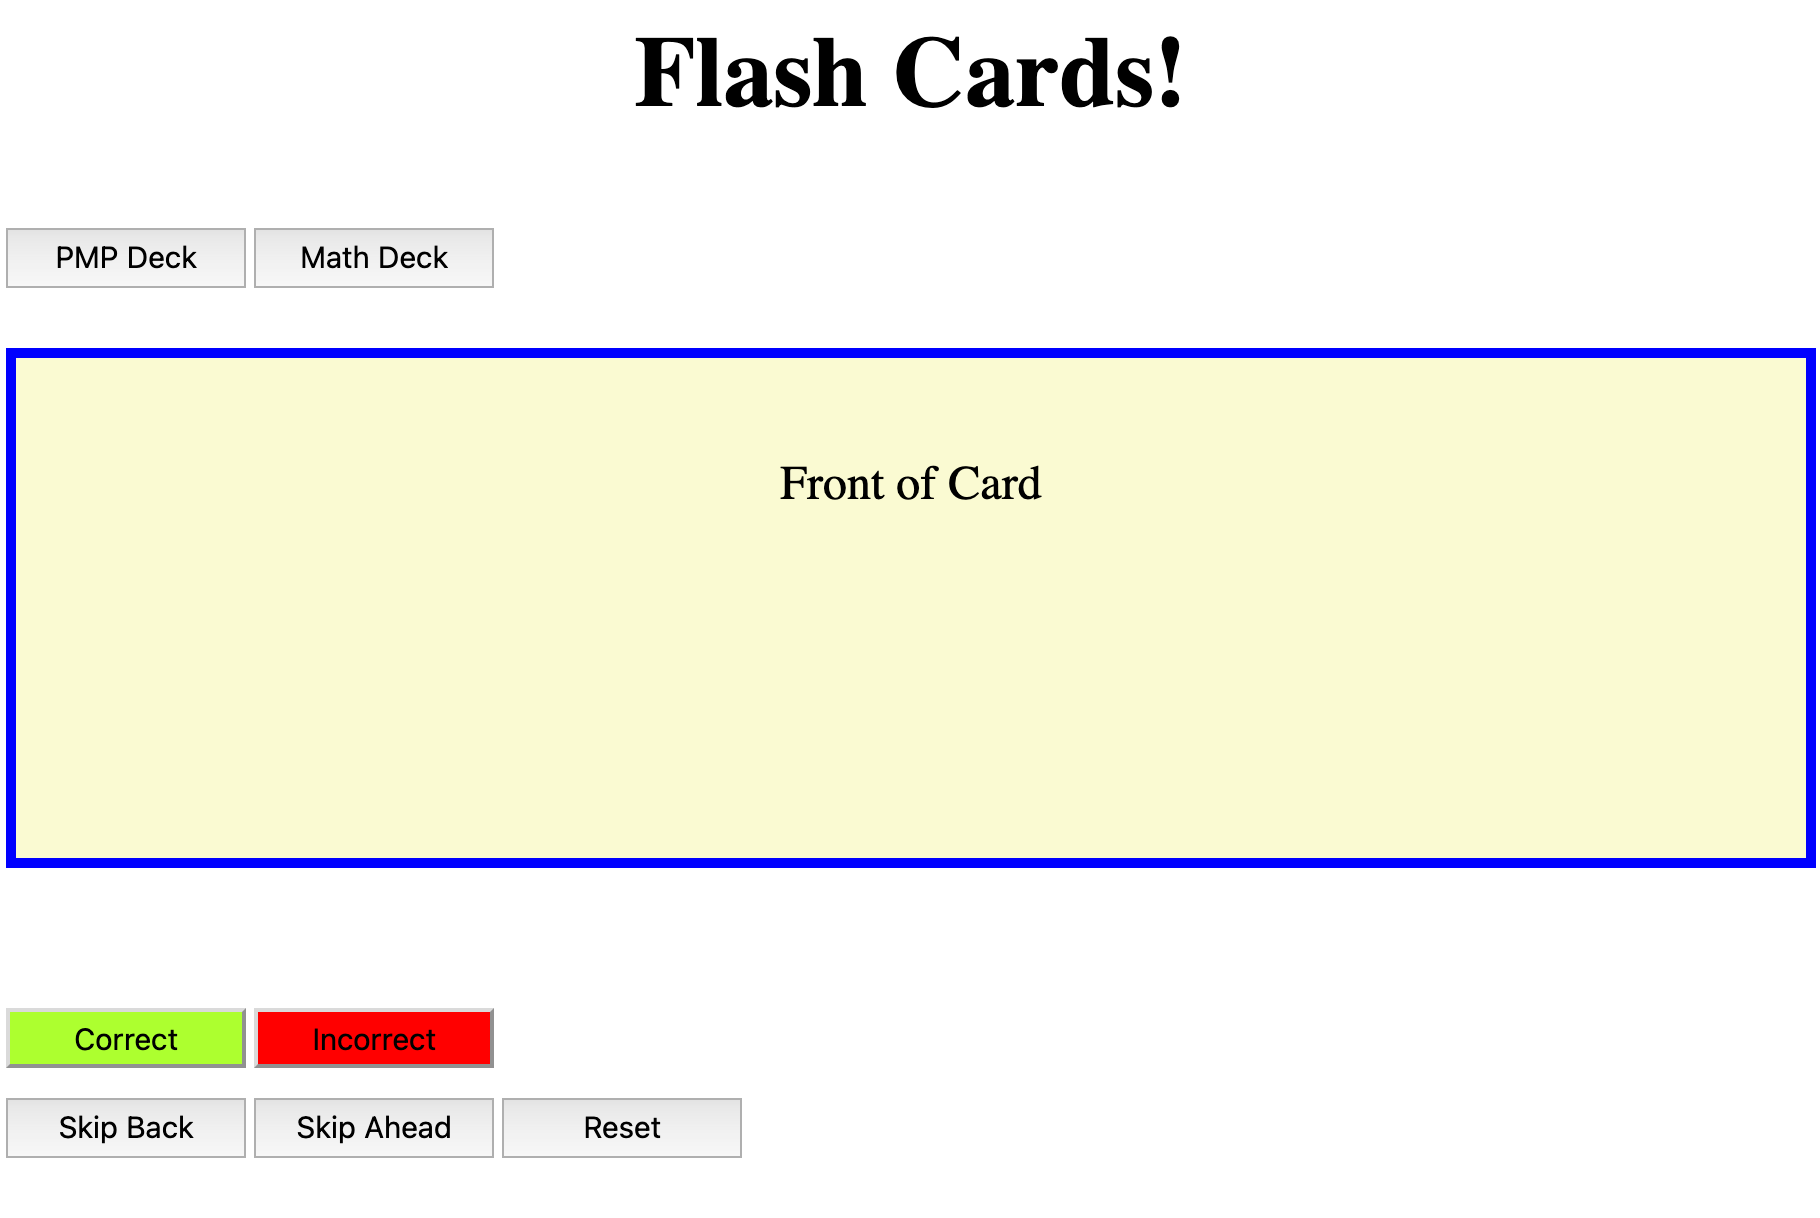 Flash Cards!
PMP Deck Math Deck
Front of Card
Correct Incorrect
Skip Back Skip Ahead Reset